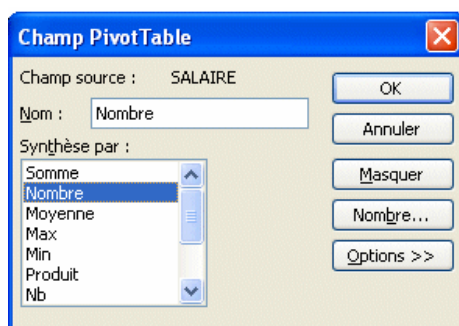 Champ PivotTable
Champ source : SALAIRE
Nom : Nombre
Synthèse par :
Somme
Nombre
Moyenne
Max
Min
Produit
Nb
OK
Annuler
Masquer
Nombre...
Options >>